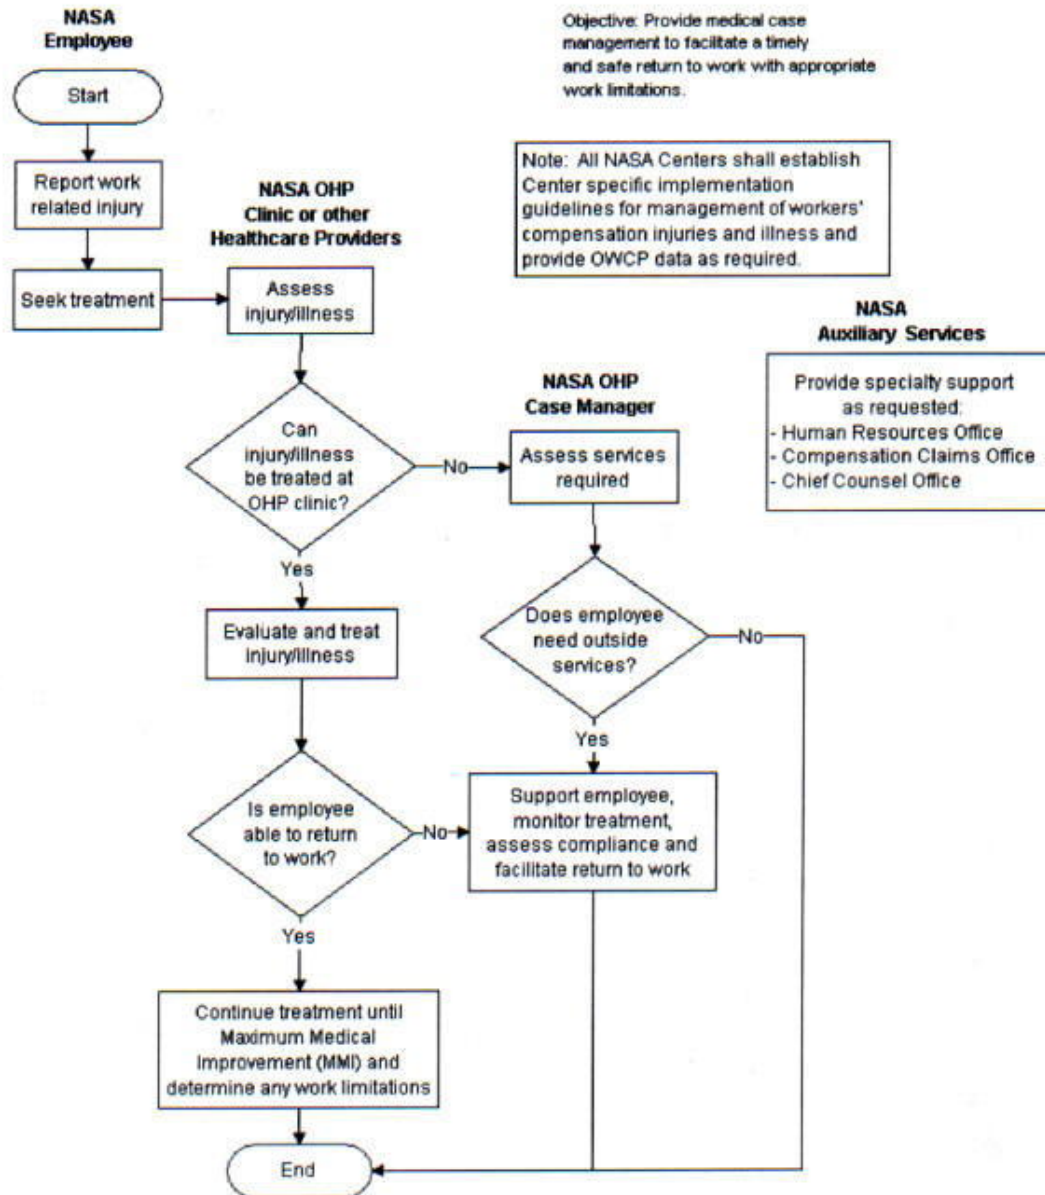 NASA
Employee
Objective: Provide medical case
management to facilitate a timely
and safe return to work with appropriate
work limitations.
Start
Note: All NASA Centers shall establish
Center specific implementation
guidelines for management of workers'
compensation injuries and illness and
provide OWCP data as required.
Report work
related injury
NASA OHP
Clinic or other
Healthcare Providers
Seek treatment
Assess
injury/illness
NASA
Auxiliary Services
Provide specialty support
as requested:
- Human Resources Office
- Compensation Claims Office
- Chief Counsel Office
NASA OHP
Case Manager
Can
injury/illness
be treated at
OHP clinic?
No
Assess services
required
Yes
Does employee
need outside
services?
No
Evaluate and treat
injury/illness
Yes
Is employee
able to return
to work?
No
Support employee,
monitor treatment,
assess compliance and
facilitate return to work
Yes
Continue treatment until
Maximum Medical
Improvement (MMI) and
determine any work limitations
End